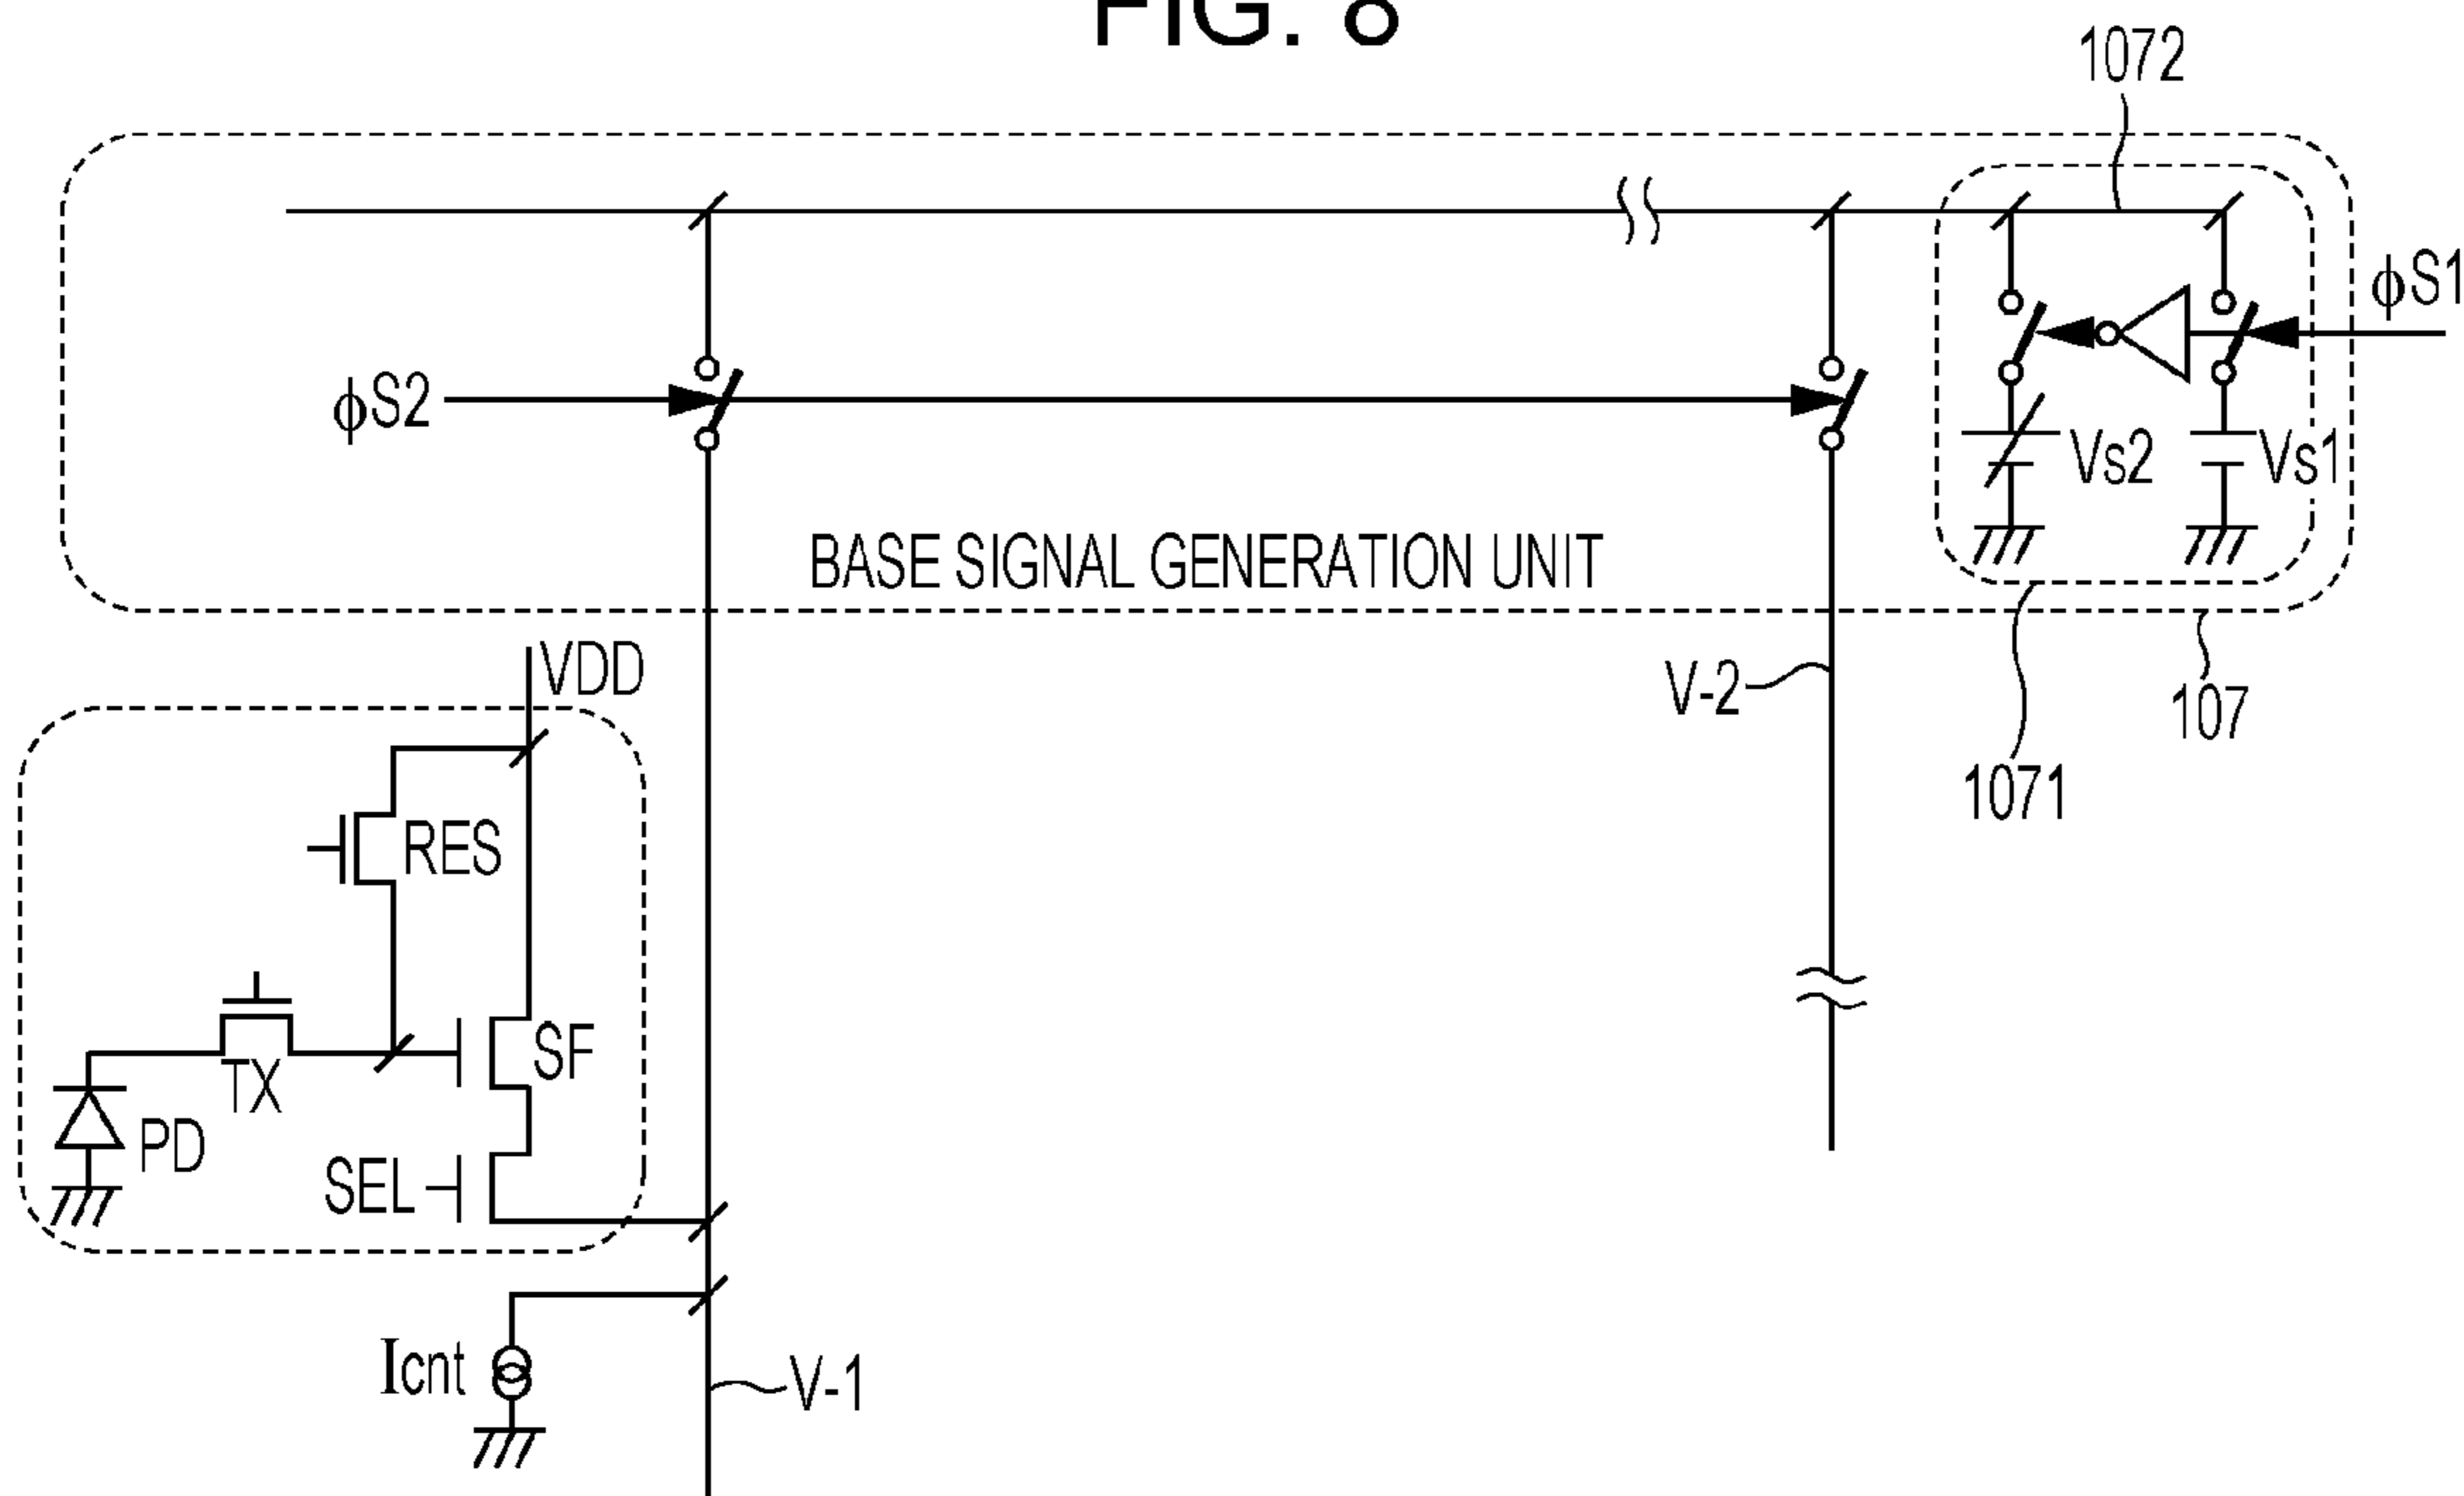 FIG. 8
1072
ϕS1
ϕS2
Vs2
Vs1
BASE SIGNAL GENERATION UNIT
VDD
V-2
107
1071
RES
SF
TX
PD
SEL
Icnt
V-1